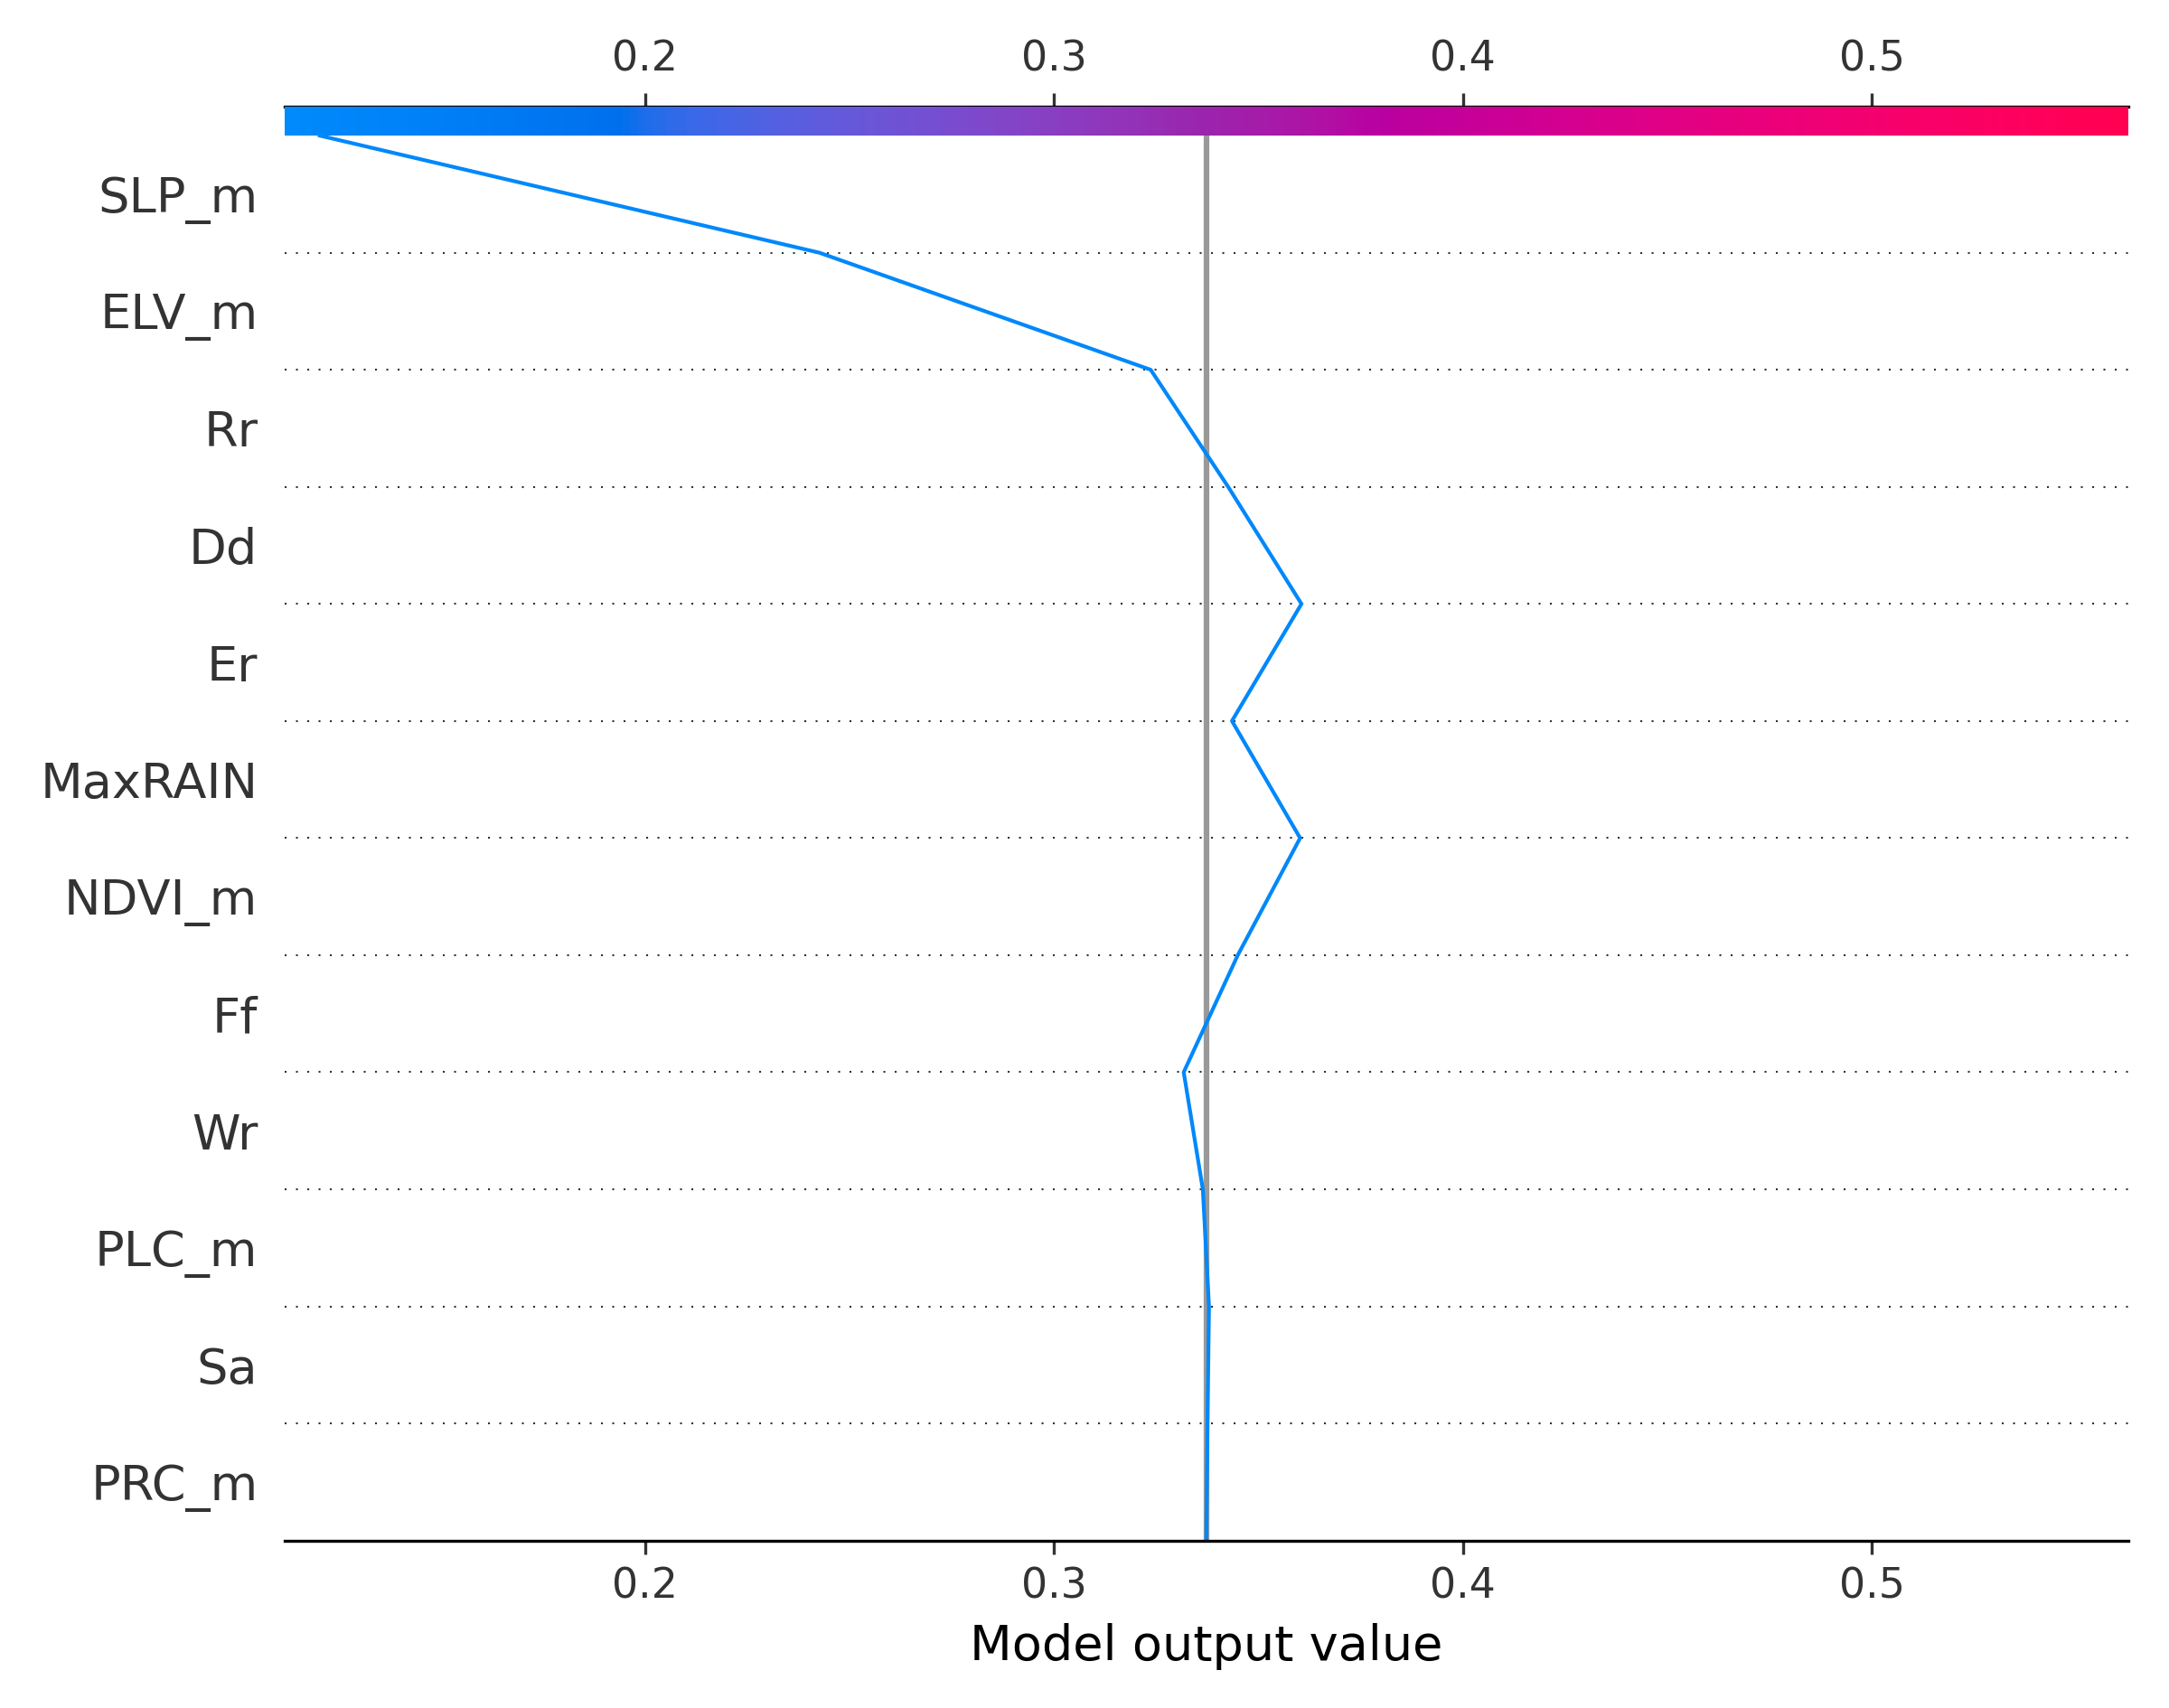 0.2 0.3 0.4 0.5
SLP_m
ELV_m
Rr
Dd
Er
MaxRAIN
NDVI_m
Ff
Wr
PLC_m
Sa
PRC_m
0.2 0.3 0.4 0.5
Model output value